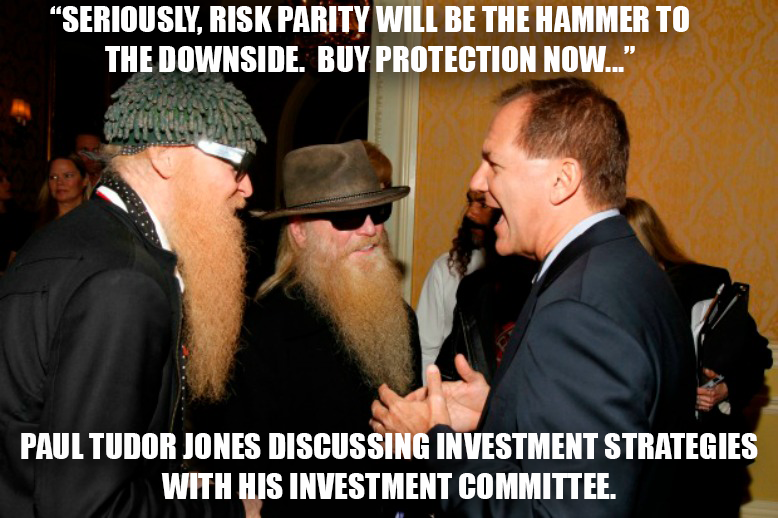 “SERIOUSLY, RISK PARITY WILL BE THE HAMMER TO
THE DOWNSIDE.  BUY PROTECTION NOW...”
PAUL TUDOR JONES DISCUSSING INVESTMENT STRATEGIES
WITH HIS INVESTMENT COMMITTEE.